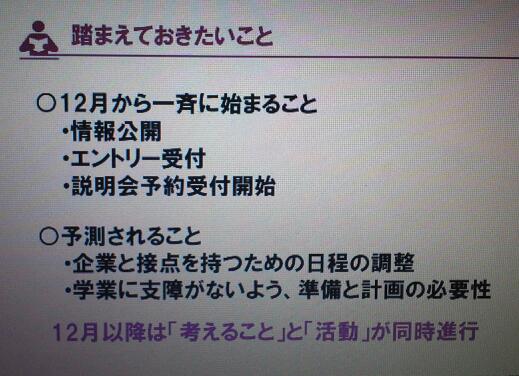 踏まえておきたいこと
○12月から一斉に始まること
・情報公開
・エントリー受付
・説明会予約受付開始
○予測されること
・企業と接点を持つための日程の調整
・学業に支障がないよう、準備と計画の必要性
12月以降は「考えること」と「活動」が同時進行